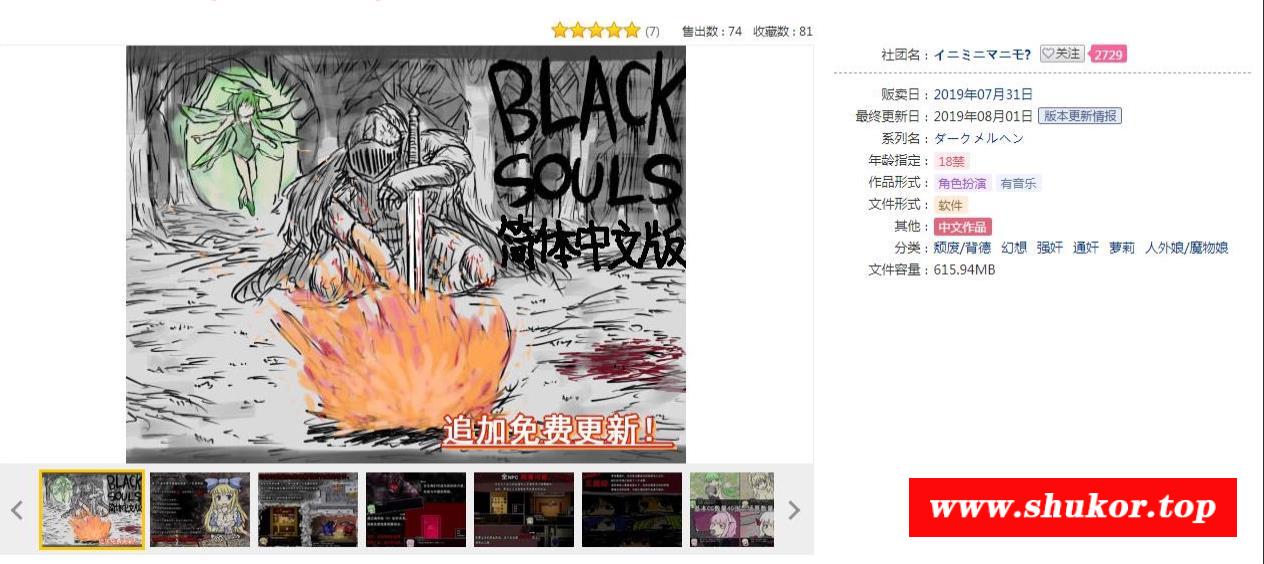 (7) 售出数 : 74 收藏数 : 81
BLACK
SOULS
简体中文版
追加免费更新!
社团名 : イニミニマニモ? 关注 2729
贩卖日 : 2019年07月31日
最终更新日 : 2019年08月01日 版本更新情报
系列名 : ダークメルヘン
年龄指定 : 18禁
作品形式 : 角色扮演 有音乐
文件形式 : 软件
其他 : 中文作品
分类 : 颓废/背德 幻想 强奸 通奸 萝莉 人外娘/魔物娘
文件容量 : 615.94MB
www.shukor.top